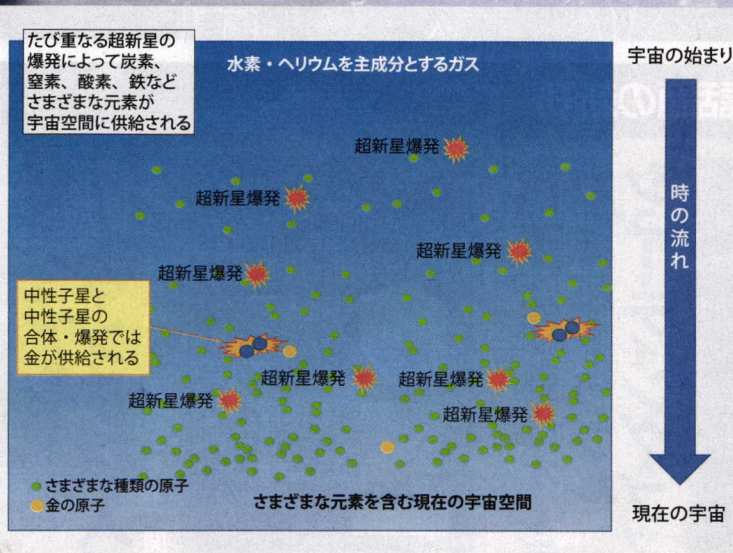 たび重なる超新星の
爆発によって炭素、
窒素、酸素、鉄など
さまざまな元素が
宇宙空間に供給される
水素・ヘリウムを主成分とするガス
宇宙の始まり
超新星爆発
超新星爆発
超新星爆発
超新星爆発
時の流れ
中性子星と
中性子星の
合体・爆発では
金が供給される
超新星爆発
超新星爆発
超新星爆発
超新星爆発
さまざまな種類の原子
金の原子
さまざまな元素を含む現在の宇宙空間
現在の宇宙